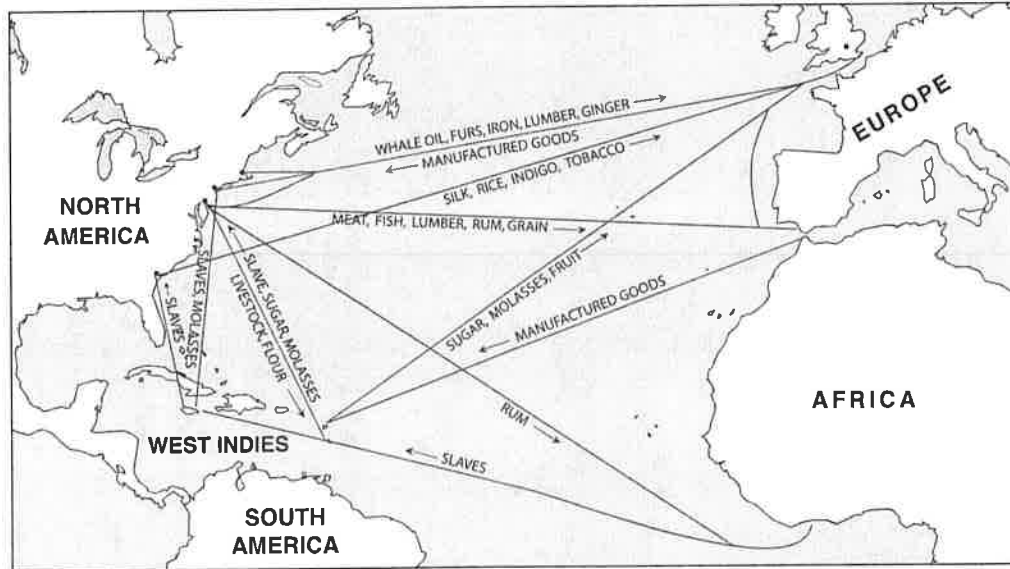 WHALE OIL, FURS, IRON, LUMBER, GINGER
MANUFACTURED GOODS
SILK, RICE, INDIGO, TOBACCO
EUROPE
NORTH
AMERICA
MEAT, FISH, LUMBER, RUM, GRAIN
SLAVES
SLAVES, MOLASSES
SLAVE-SUGAR-MOLASSES
LIVESTOCK, FLOUR
SUGAR, MOLASSES, FRUIT
MANUFACTURED GOODS
AFRICA
RUM
WEST INDIES
SLAVES
SOUTH
AMERICA